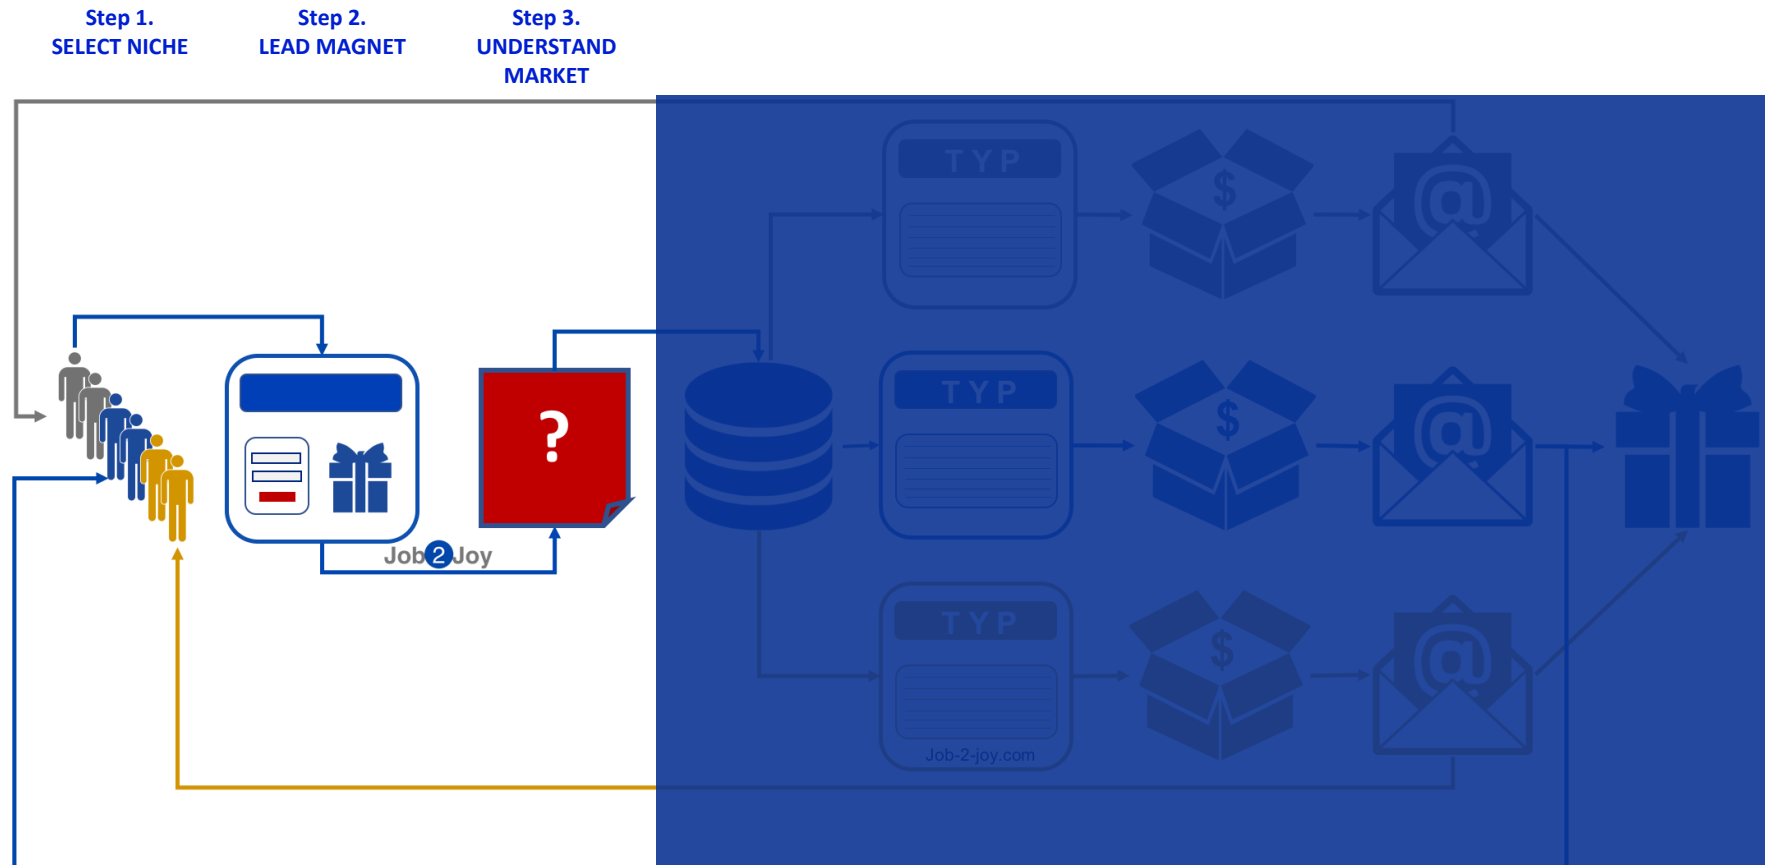 Step 1.
SELECT NICHE
Step 2.
LEAD MAGNET
Step 3.
UNDERSTAND
MARKET
TYP
$
@
?
TYP
$
@
Job2Joy
TYP
$
@
Job-2-joy.com